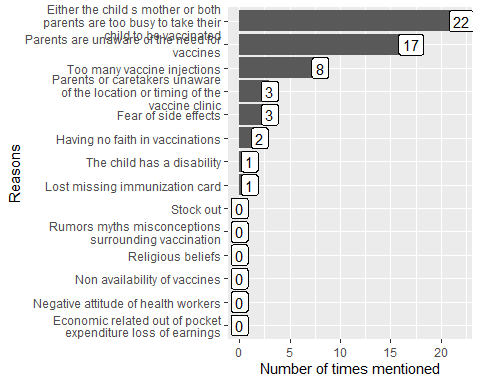 Either the child s mother or both
parents are too busy to take their
child to be vaccinated
22
Parents are unaware of the need for
vaccines
17
Too many vaccine injections
8
Parents or caretakers unaware
of the location or timing of the
vaccine clinic
3
Fear of side effects
3
Having no faith in vaccinations
2
The child has a disability
1
Lost missing immunization card
1
Stock out
0
Rumors myths misconceptions
surrounding vaccination
0
Religious beliefs
0
Non availability of vaccines
0
Negative attitude of health workers
0
Economic related out of pocket
expenditure loss of earnings
0
Reasons
0 5 10 15 20
Number of times mentioned